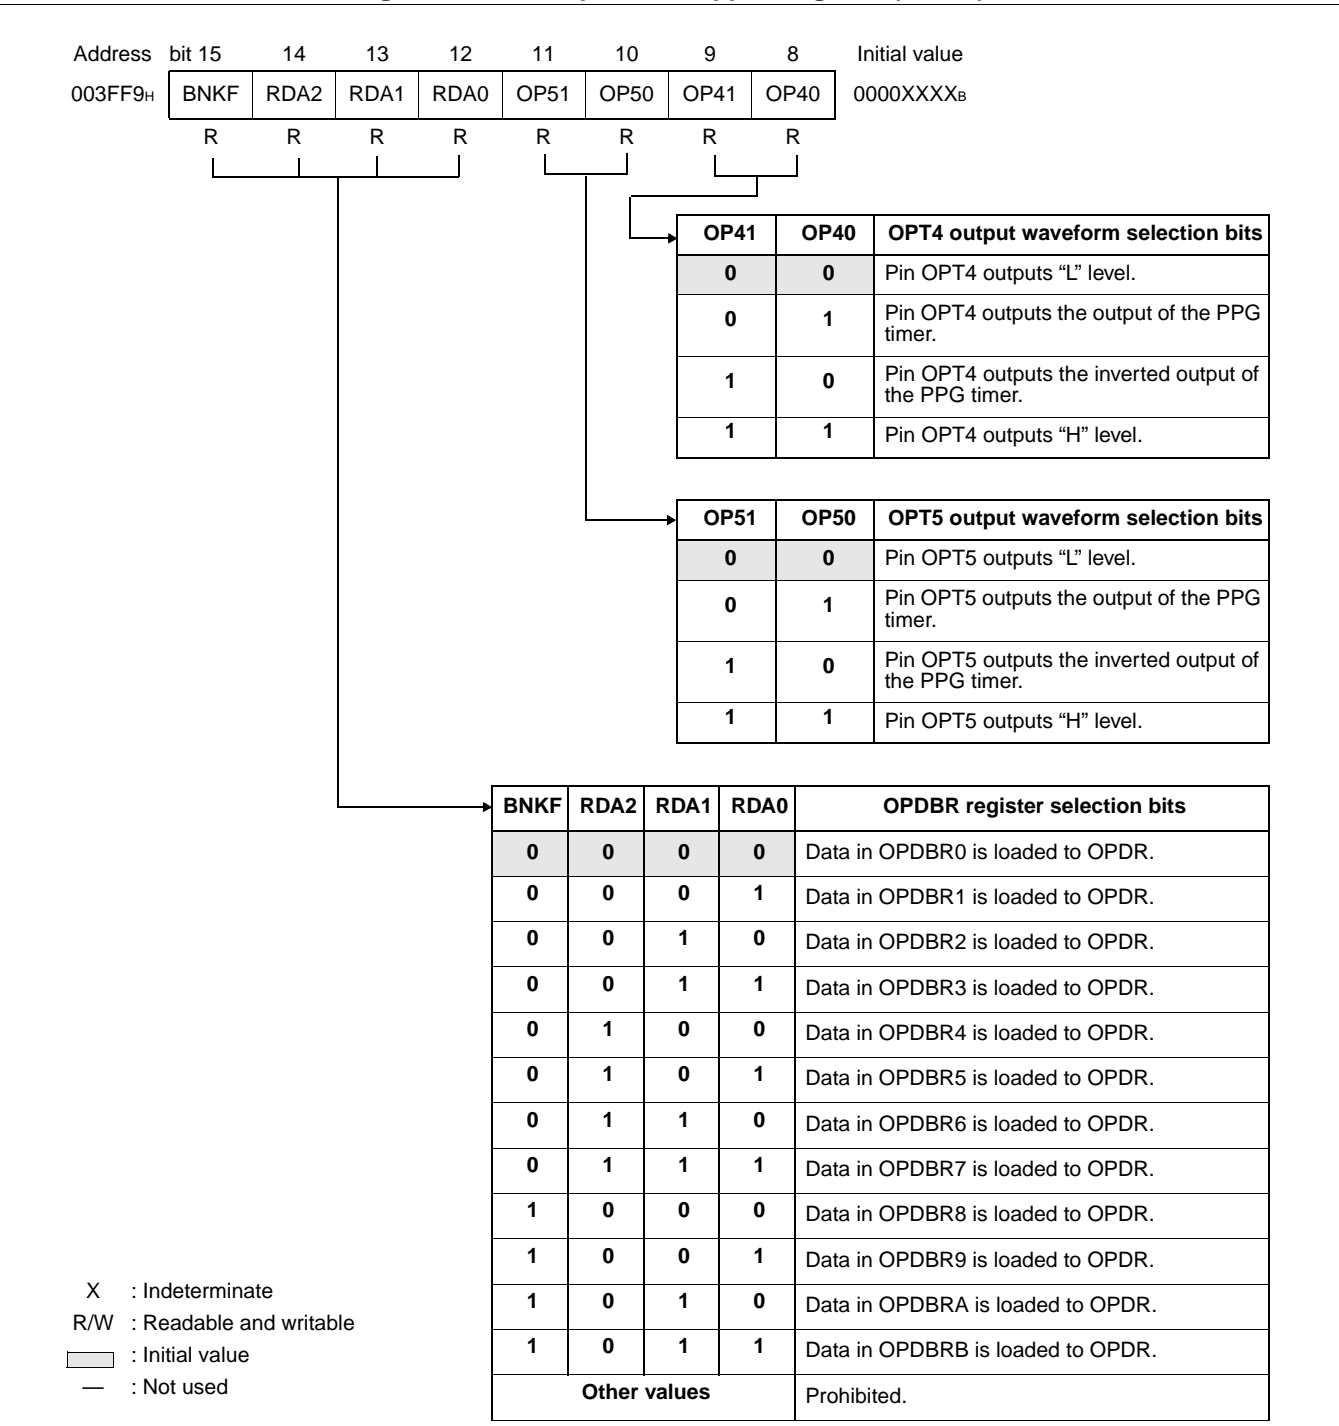 Address bit 15 14 13 12 11 10 9 8 Initial value
003FF9H BNKF RDA2 RDA1 RDA0 OP51 OP50 OP41 OP40 0000XXXXB
R R R R R R R R
OP41 OP40 OPT4 output waveform selection bits
0 0 Pin OPT4 outputs “L” level.
0 1 Pin OPT4 outputs the output of the PPG
timer.
1 0 Pin OPT4 outputs the inverted output of
the PPG timer.
1 1 Pin OPT4 outputs “H” level.
OP51 OP50 OPT5 output waveform selection bits
0 0 Pin OPT5 outputs “L” level.
0 1 Pin OPT5 outputs the output of the PPG
timer.
1 0 Pin OPT5 outputs the inverted output of
the PPG timer.
1 1 Pin OPT5 outputs “H” level.
BNKF RDA2 RDA1 RDA0 OPDBR register selection bits
0 0 0 0 Data in OPDBR0 is loaded to OPDR.
0 0 0 1 Data in OPDBR1 is loaded to OPDR.
0 0 1 0 Data in OPDBR2 is loaded to OPDR.
0 0 1 1 Data in OPDBR3 is loaded to OPDR.
0 1 0 0 Data in OPDBR4 is loaded to OPDR.
0 1 0 1 Data in OPDBR5 is loaded to OPDR.
0 1 1 0 Data in OPDBR6 is loaded to OPDR.
0 1 1 1 Data in OPDBR7 is loaded to OPDR.
1 0 0 0 Data in OPDBR8 is loaded to OPDR.
1 0 0 1 Data in OPDBR9 is loaded to OPDR.
1 0 1 0 Data in OPDBRA is loaded to OPDR.
1 0 1 1 Data in OPDBRB is loaded to OPDR.
Other values Prohibited.
X : Indeterminate
R/W : Readable and writable
: Initial value
— : Not used